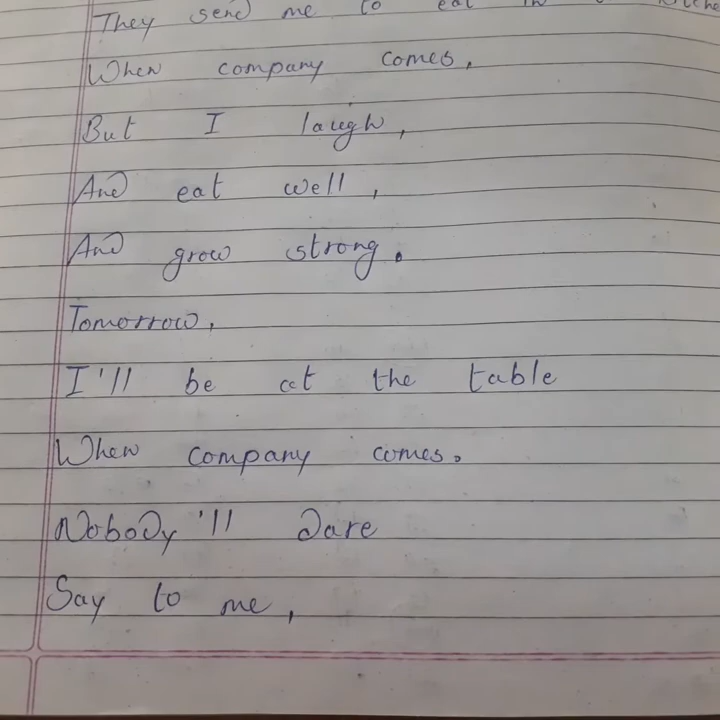 They send me to eat in
When company comes,
But I laugh,
And eat well,
And grow strong.
Tomorrow,
I'll be at the table
When company comes.
Nobody'll Dare
Say to me,